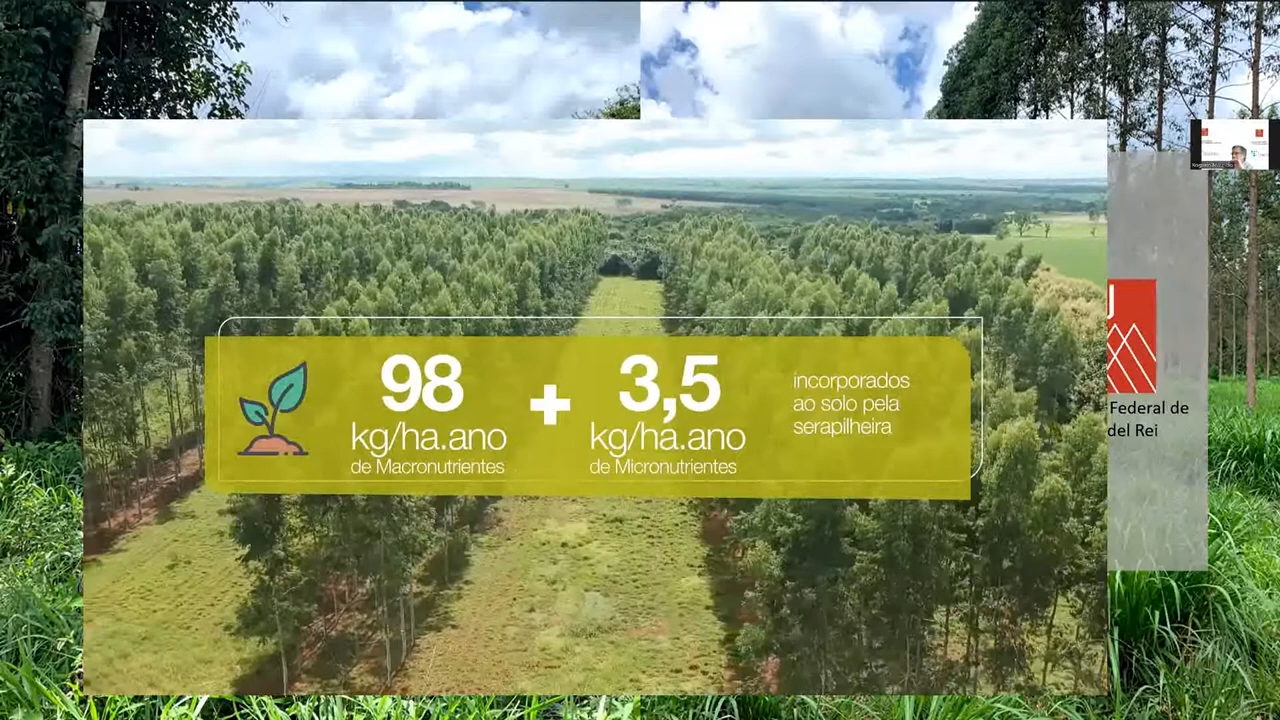 98
kg/ha.ano
de Macronutrientes
+
3,5
kg/ha.ano
de Micronutrientes
incorporados
ao solo pela
serapilheira
J
Federal de
del Rei